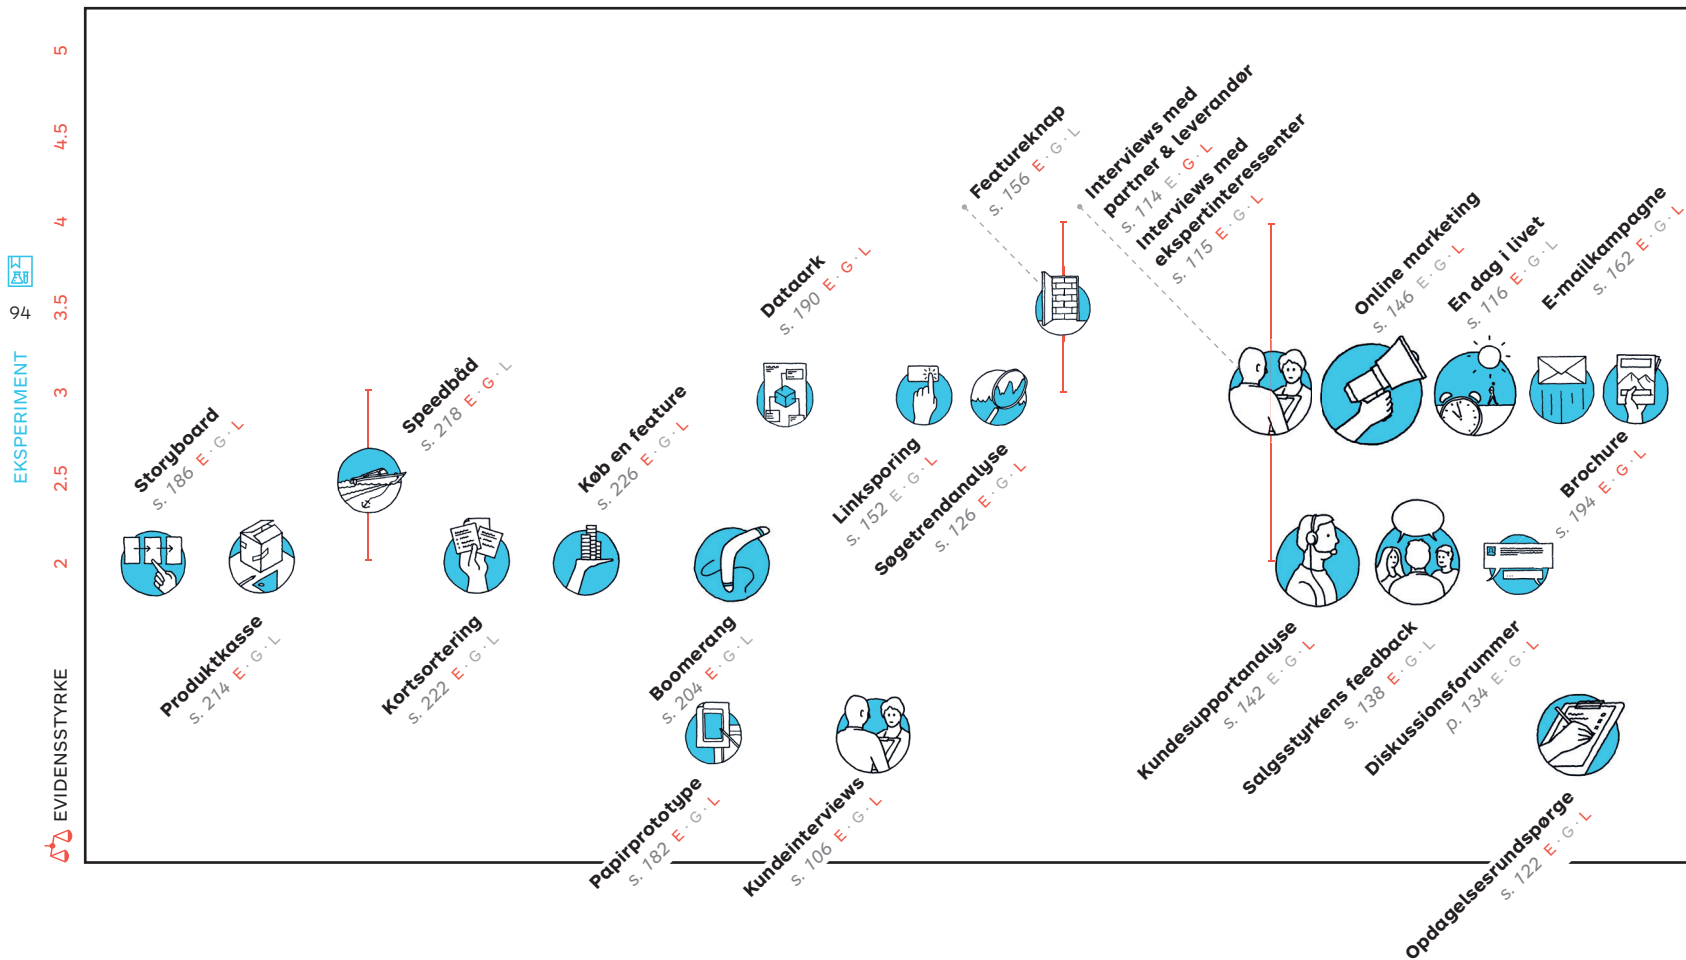 5
4.5
4
3.5
3
2.5
2
EVIDENSSTYRKE
94
EKSPERIMENT
Storyboard
s. 186 E · G · L
Produktkasse
s. 214 E · G · L
Speedbåd
s. 218 E · G · L
Kortsortering
s. 222 E · G · L
Køb en feature
s. 226 E · G · L
Boomerang
s. 204 E · G · L
Papirprototype
s. 182 E · G · L
Dataark
s. 190 E · G · L
Kundeinterviews
s. 106 E · G · L
Linksporing
s. 152 E · G · L
Søgetrendanalyse
s. 126 E · G · L
Featureknap
s. 156 E · G · L
Interviews med
partner & leverandør
s. 114 E · G · L
Interviews med
ekspertinteressenter
s. 115 E · G · L
Online marketing
s. 146 E · G · L
En dag i livet
s. 116 E · G · L
E-mailkampagne
s. 162 E · G · L
Brochure
s. 194 E · G · L
Kundesupportanalyse
s. 142 E · G · L
Salgsstyrkens feedback
s. 138 E · G · L
Diskussionsforummer
p. 134 E · G · L
Opdagelsesrundspørge
s. 122 E · G · L